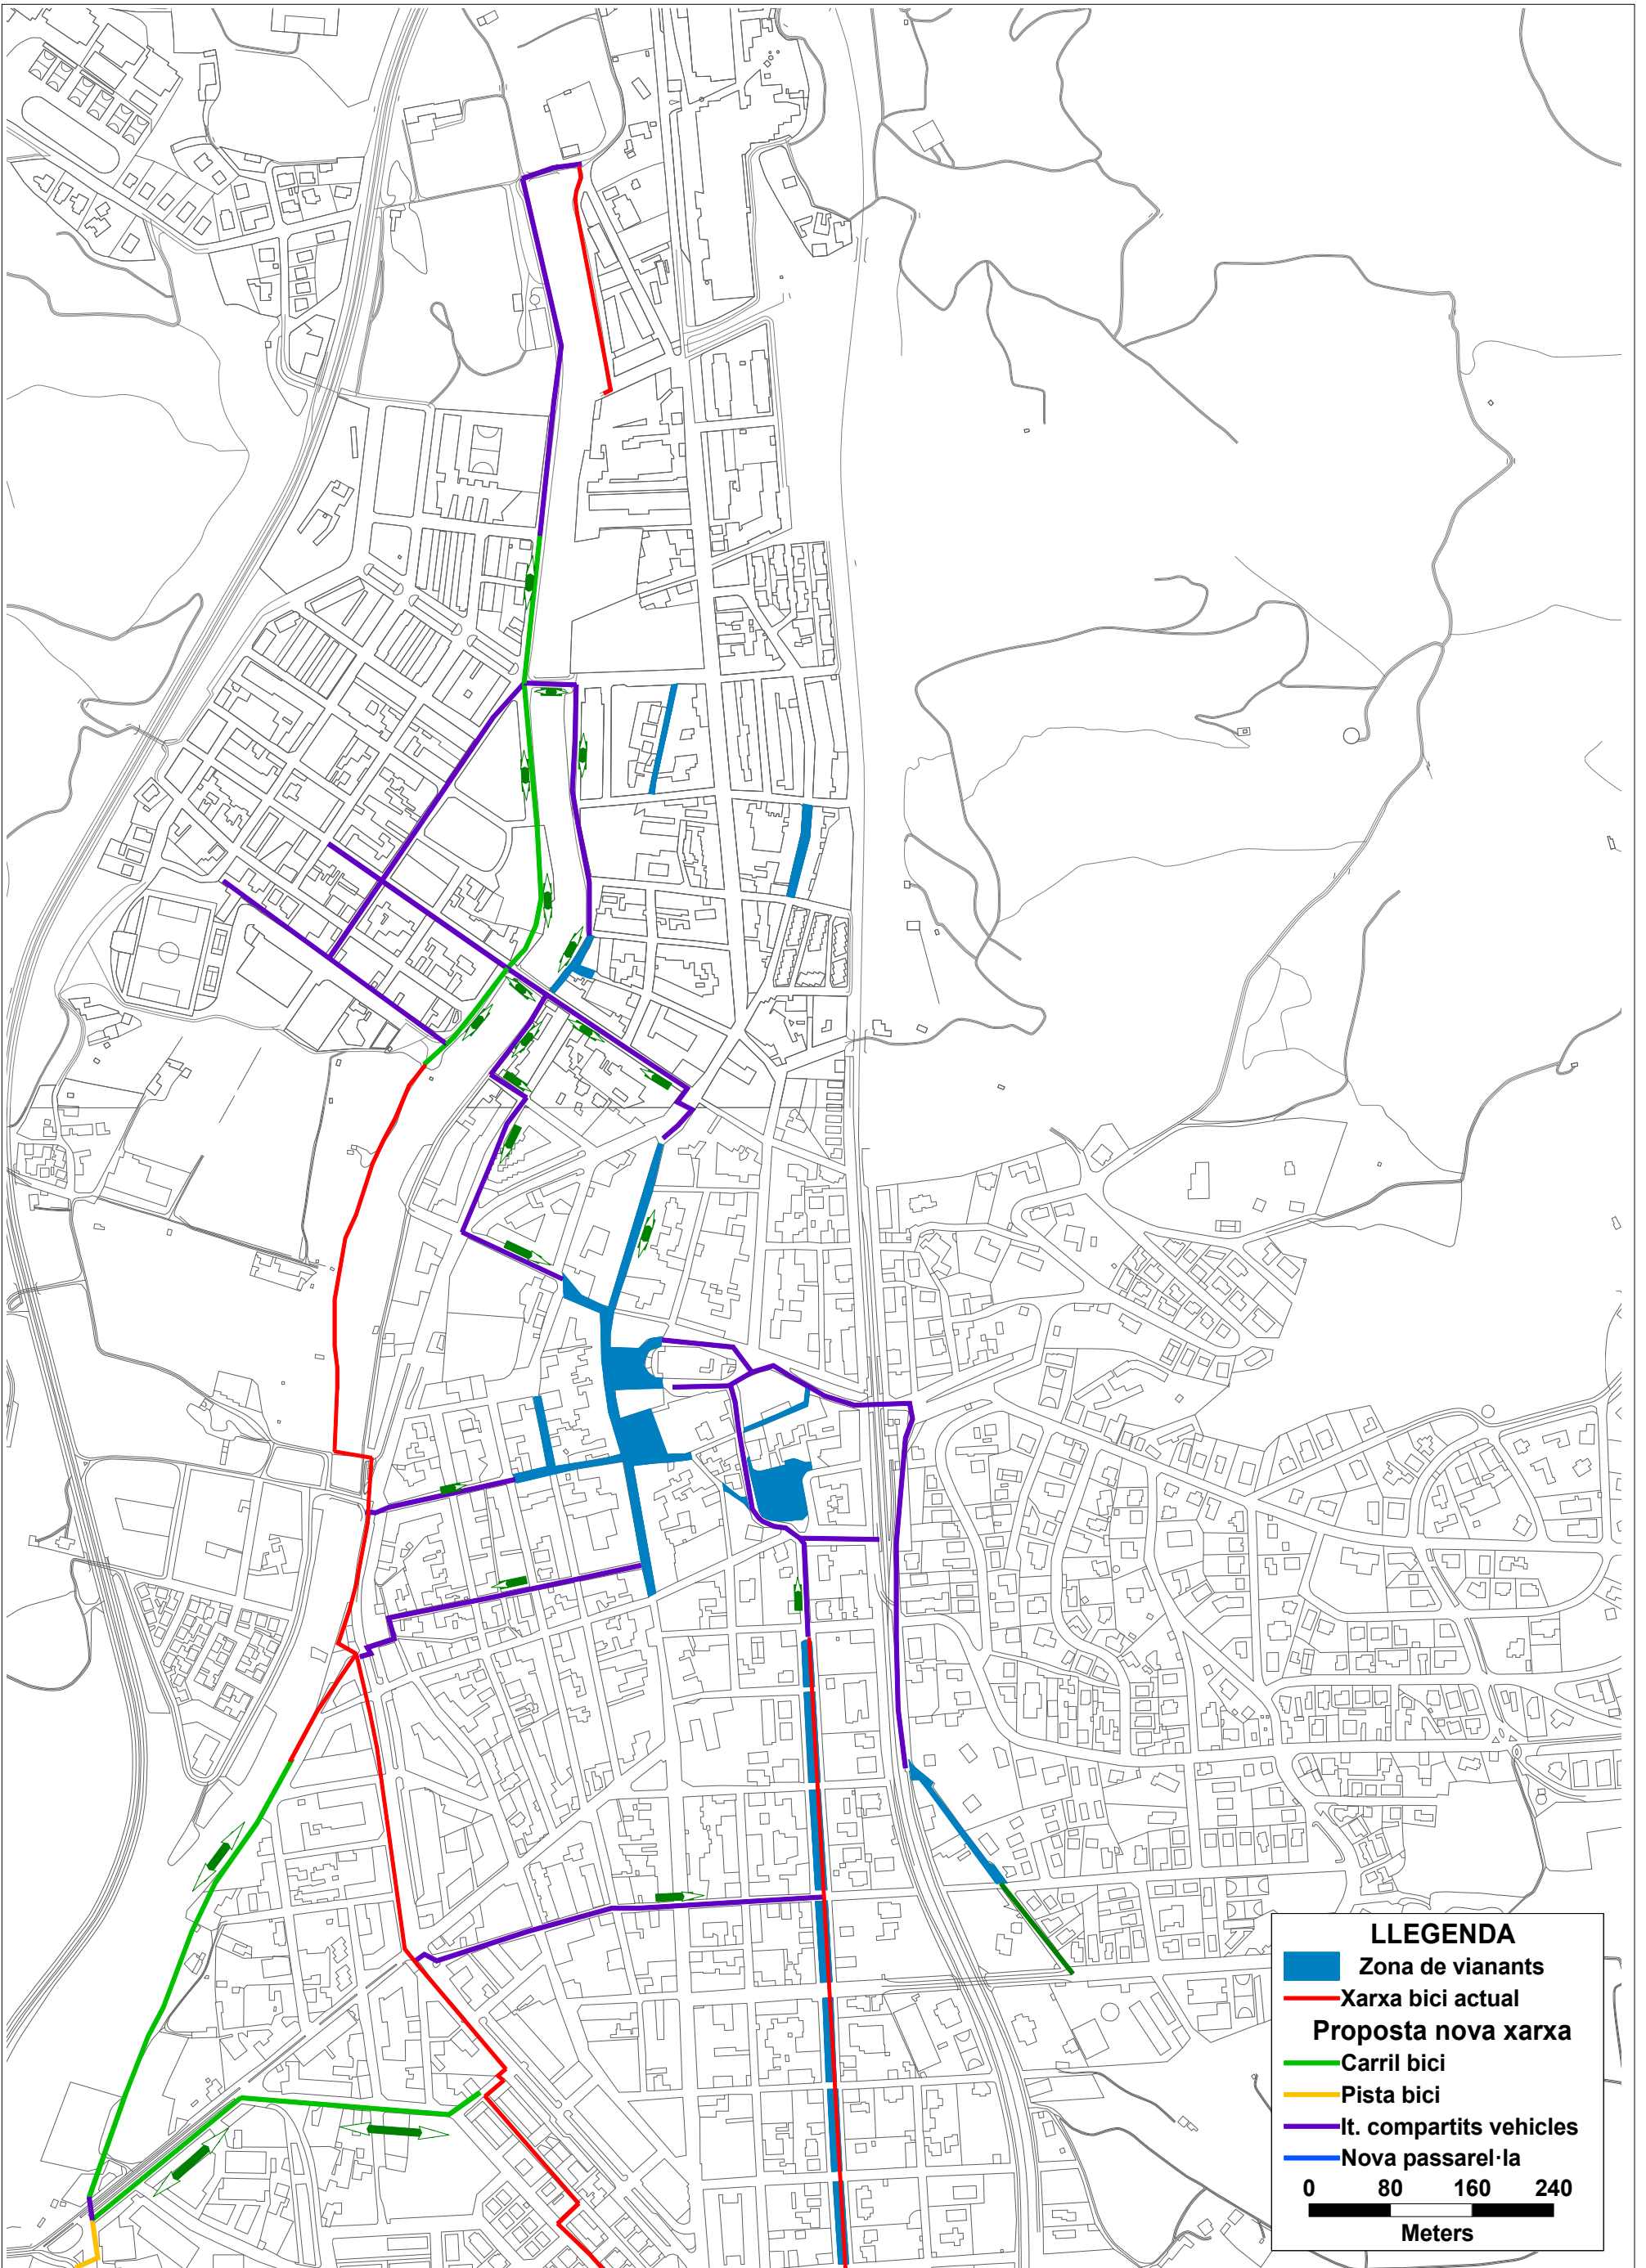 LLEGENDA
Zona de vianants
Xarxa bici actual
Proposta nova xarxa
Carril bici
Pista bici
It. compartits vehicles
Nova passarel·la
0 80 160 240
Meters